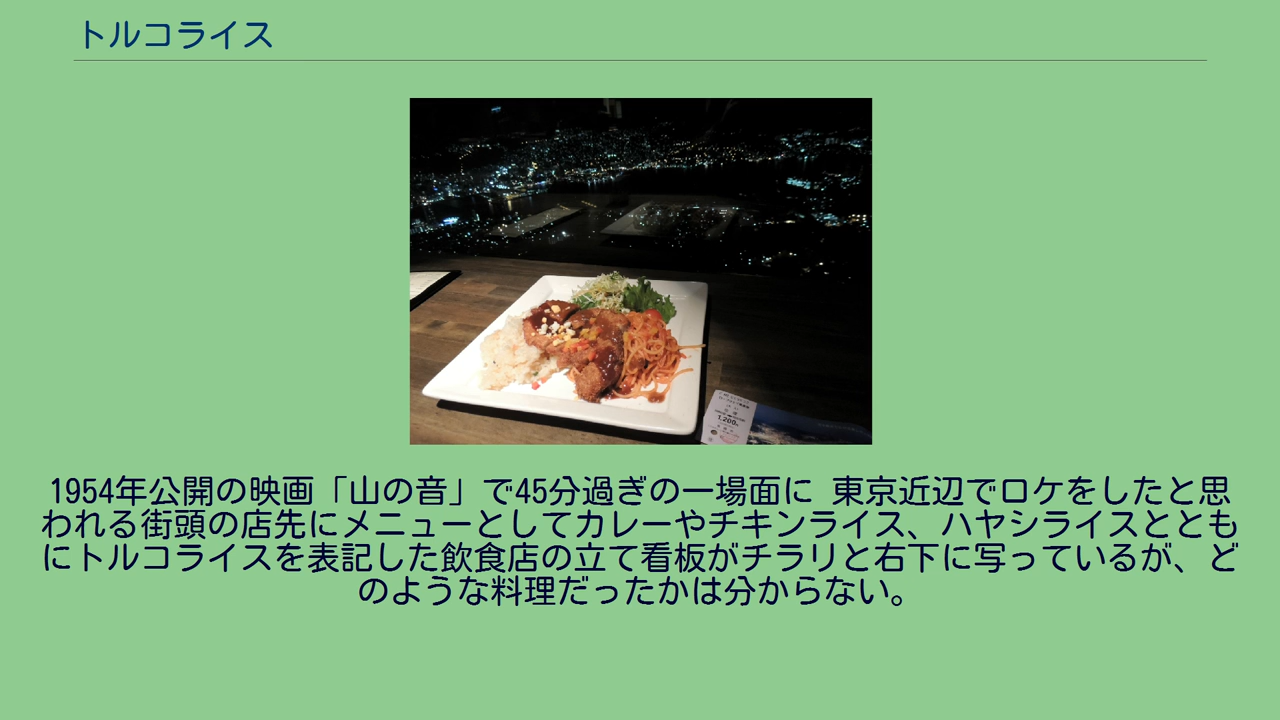 トルコライス
1,200
1954年公開の映画「山の音」で45分過ぎの一場面に 東京近辺でロケをしたと思
われる街頭の店先にメニューとしてカレーやチキンライス、ハヤシライスととも
にトルコライスを表記した飲食店の立て看板がチラリと右下に写っているが、ど
のような料理だったかは分からない。